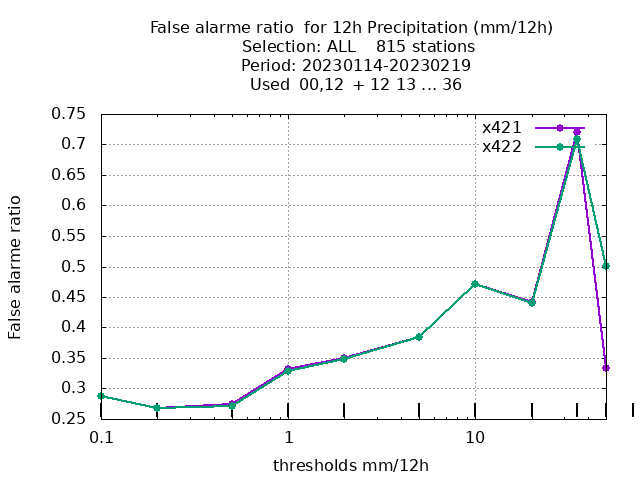 False alarme ratio  for 12h Precipitation (mm/12h)
Selection: ALL    815 stations
Period: 20230114-20230219
Used  00,12  + 12 13 ... 36
x421
x422
0.75
0.7
0.65
0.6
0.55
0.5
0.45
0.4
0.35
0.3
0.25
False alarme ratio
0.1
1
10
thresholds mm/12h